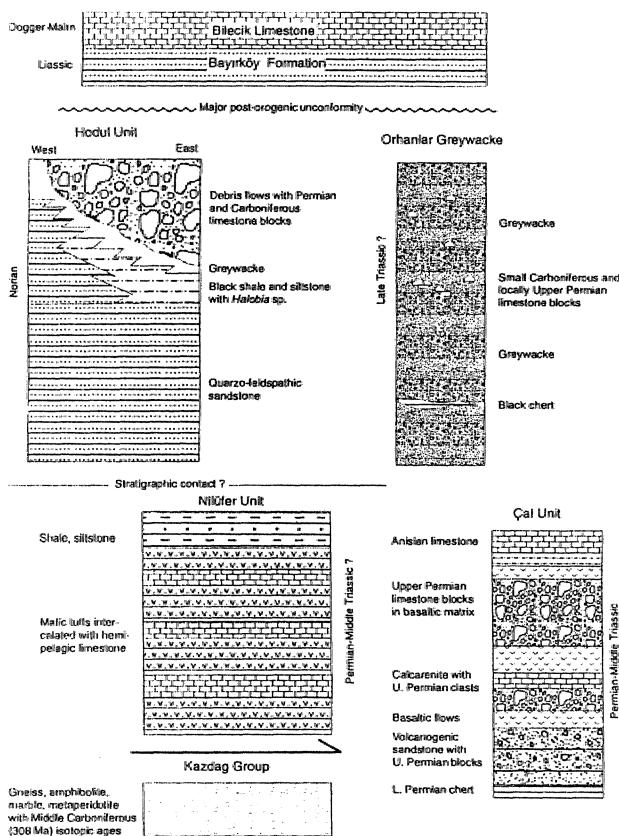 Dogger-Malm
Bilecik Limestone
Liassic
Bayırköy Formation
Major post-orogenic unconformity
Hodul Unit
West
East
Debris flows with Permian
and Carboniferous
limestone blocks
Greywacke
Black shale and siltstone
with Halobia sp.
Quarzo-feldspathic
sandstone
Norian
Orhanlar Greywacke
Late Triassic ?
Greywacke
Small Carboniferous and
locally Upper Permian
limestone blocks
Greywacke
Black chert
Stratigraphic contact ?
Nilüfer Unit
Shale, siltstone
Mafic tuffs inter-
calated with hemi-
pelagic limestone
Permian-Middle Triassic ?
Kazdag Group
Gneiss, amphibolite,
marble, metaperidotite
with Middle Carboniferous
(308 Ma) isotopic ages
Çal Unit
Anisian limestone
Upper Permian
limestone blocks
in basaltic matrix
Calcarenite with
U. Permian clasts
Basaltic flows
Volcanogenic
sandstone with
U. Permian blocks
L. Permian chert
Permian-Middle Triassic